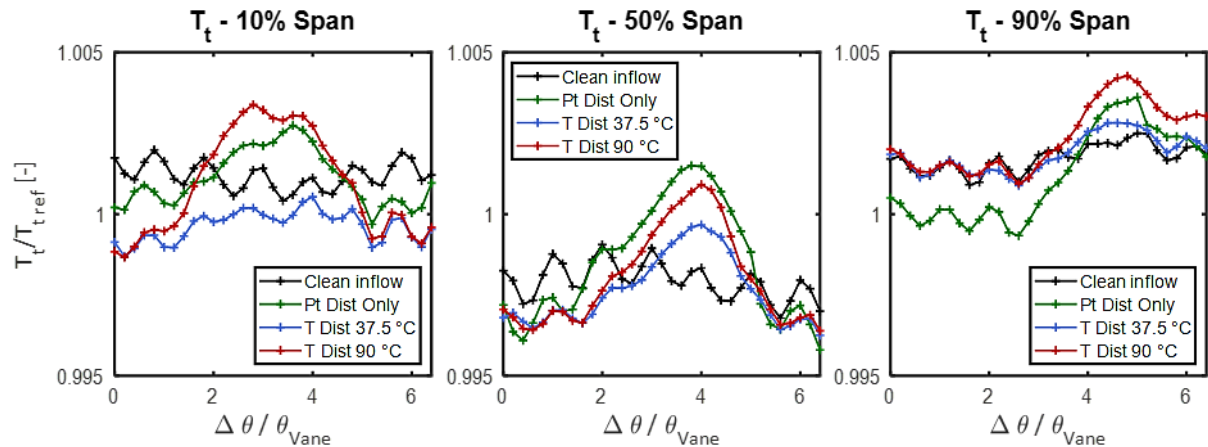 T_t - 10% Span
T_t - 50% Span
T_t - 90% Span
T_t/T_t ref [-]
1.005
1
0.995
0 2 4 6
Δ θ / θ_Vane
Clean inflow
Pt Dist Only
T Dist 37.5 °C
T Dist 90 °C
1.005
1
0.995
0 2 4 6
Δ θ / θ_Vane
Clean inflow
Pt Dist Only
T Dist 37.5 °C
T Dist 90 °C
1.005
1
0.995
0 2 4 6
Δ θ / θ_Vane
Clean inflow
Pt Dist Only
T Dist 37.5 °C
T Dist 90 °C